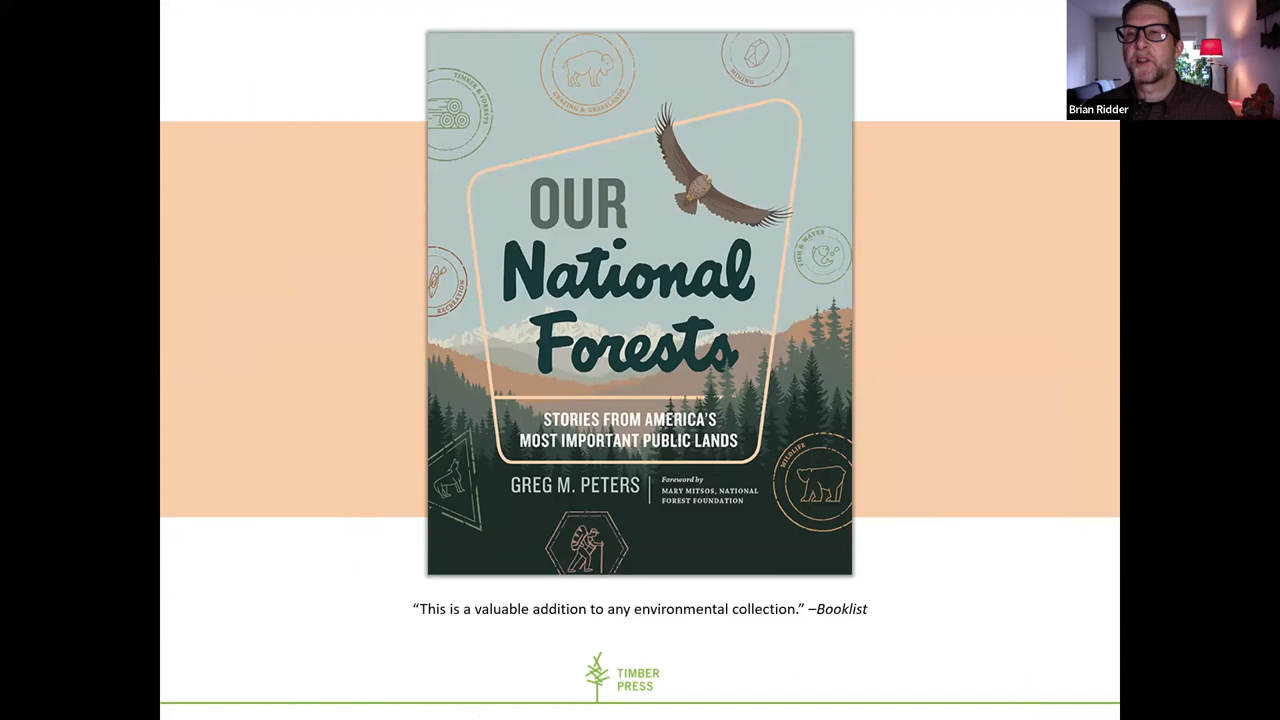 Brian Ridder
GRAZING & GRASSLANDS
MINING
TIMBER & FORESTS
OUR
National
Forests
FISH & WATER
RECREATION
STORIES FROM AMERICA'S
MOST IMPORTANT PUBLIC LANDS
WILDLIFE
GREG M. PETERS
Foreword by
MARY MITSOS, NATIONAL
FOREST FOUNDATION
“This is a valuable addition to any environmental collection.” –Booklist
TIMBER
PRESS